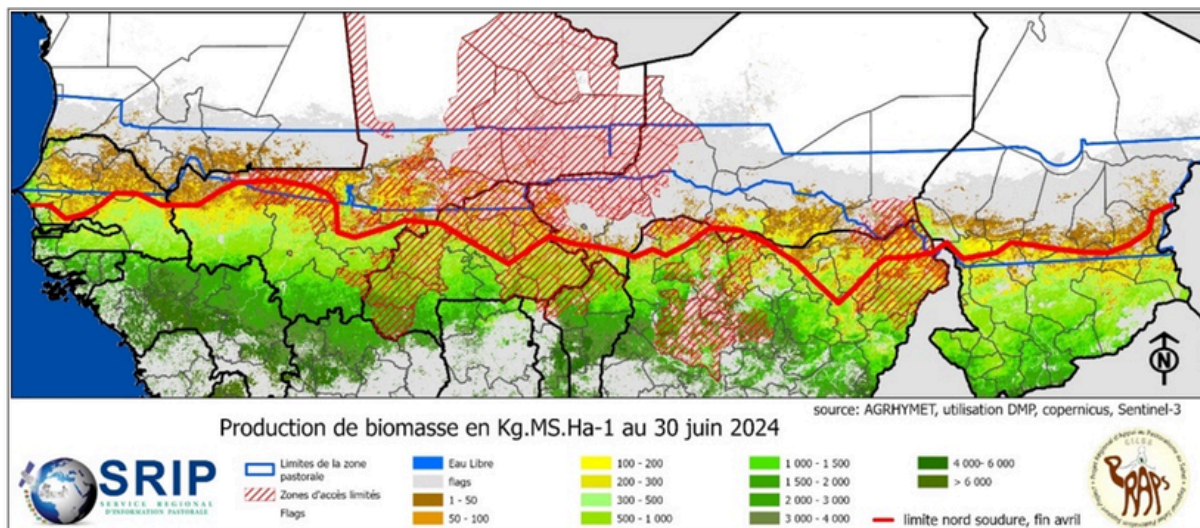 source: AGRHYMET, utilisation DMP, copernicus, Sentinel-3
Production de biomasse en Kg.MS.Ha-1 au 30 juin 2024
SRIP
SERVICE REGIONAL
D'INFORMATION PASTORALE
Limites de la zone
pastorale
Zones d'accès limités
Flags
Eau Libre
flags
1 - 50
50 - 100
100 - 200
200 - 300
300 - 500
500 - 1 000
1 000 - 1 500
1 500 - 2 000
2 000 - 3 000
3 000 - 4 000
4 000- 6 000
> 6 000
limite nord soudure, fin avril
N
PRAPS